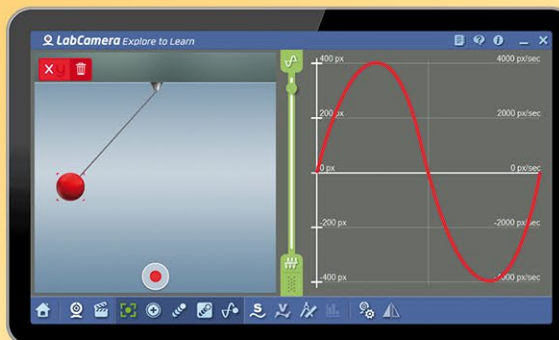 LabCamera Explore to Learn
X y
400 px 4000 px/sec
200 px 2000 px/sec
0 px 0 px/sec
-200 px -2000 px/sec
-400 px
S V